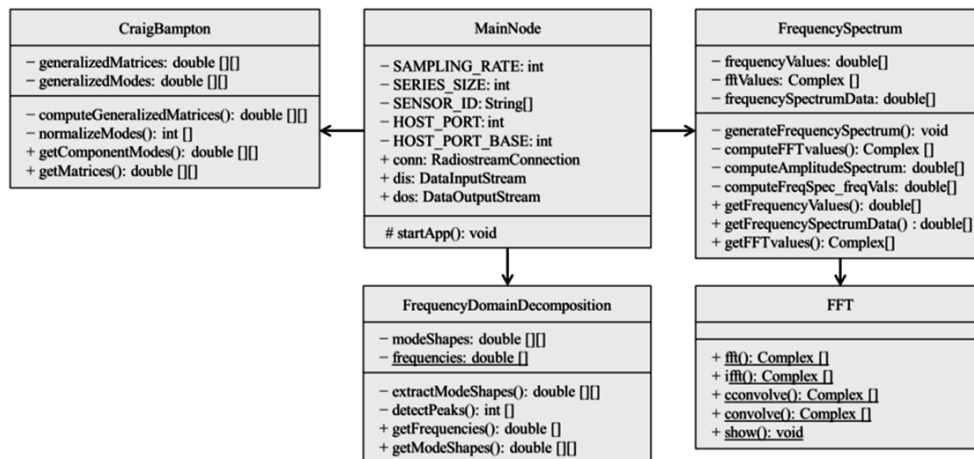 CraigBampton
− generalizedMatrices: double [][]
− generalizedModes: double [][]
− computeGeneralizedMatrices(): double [][]
− normalizeModes(): int []
+ getComponentModes(): double [][]
+ getMatrices(): double [][]
MainNode
− SAMPLING_RATE: int
− SERIES_SIZE: int
− SENSOR_ID: String[]
− HOST_PORT: int
− HOST_PORT_BASE: int
+ conn: RadiostreamConnection
+ dis: DataInputStream
+ dos: DataOutputStream
# startApp(): void
FrequencySpectrum
− frequencyValues: double[]
− fftValues: Complex []
− frequencySpectrumData: double[]
− generateFrequencySpectrum(): void
− computeFFTvalues(): Complex []
− computeAmplitudeSpectrum: double[]
− computeFreqSpec_freqVals: double[]
+ getFrequencyValues(): double[]
+ getFrequencySpectrumData() : double[]
+ getFFTvalues(): Complex[]
FrequencyDomainDecomposition
− modeShapes: double [][]
− frequencies: double []
− extractModeShapes(): double [][]
− detectPeaks(): int []
+ getFrequencies(): double []
+ getModeShapes(): double [][]
FFT
+ fft(): Complex []
+ ifft(): Complex []
+ cconvolve(): Complex []
+ convolve(): Complex []
+ show(): void